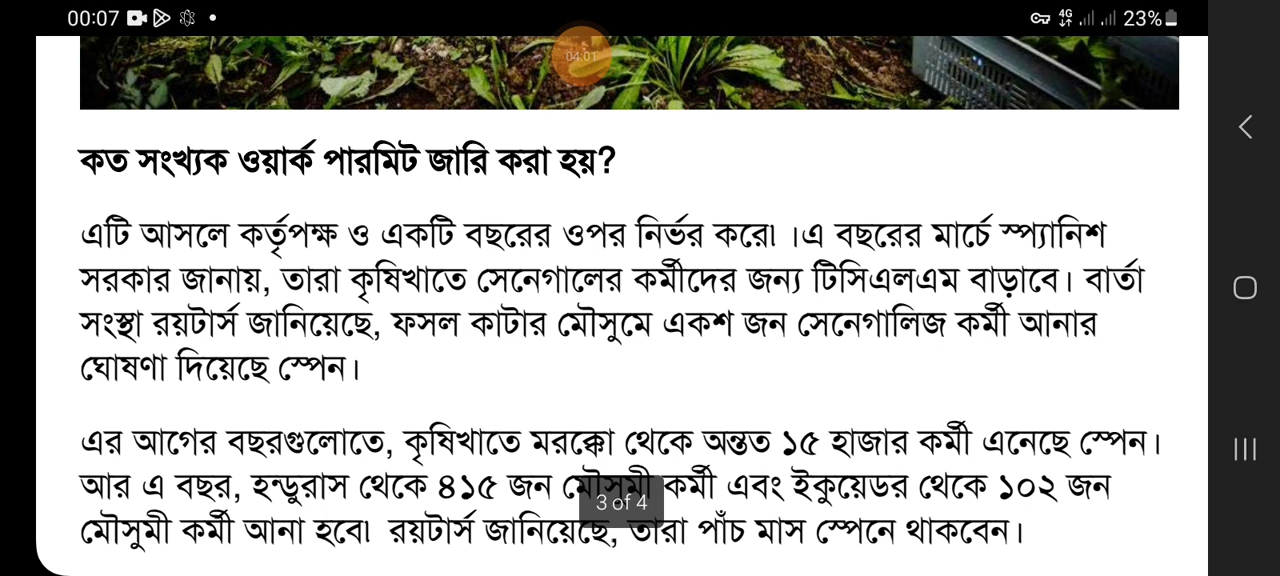 00:07
4G
23%
04:01
কত সংখ্যক ওয়ার্ক পারমিট জারি করা হয়?
এটি আসলে কর্তৃপক্ষ ও একটি বছরের ওপর নির্ভর করে৷ ।এ বছরের মার্চে স্প্যানিশ
সরকার জানায়, তারা কৃষিখাতে সেনেগালের কর্মীদের জন্য টিসিএলএম বাড়াবে। বার্তা
সংস্থা রয়টার্স জানিয়েছে, ফসল কাটার মৌসুমে একশ জন সেনেগালিজ কর্মী আনার
ঘোষণা দিয়েছে স্পেন।
এর আগের বছরগুলোতে, কৃষিখাতে মরক্কো থেকে অন্তত ১৫ হাজার কর্মী এনেছে স্পেন।
আর এ বছর, হন্ডুরাস থেকে ৪১৫ জন মৌসুমী কর্মী এবং ইকুয়েডর থেকে ১০২ জন
3 of 4
মৌসুমী কর্মী আনা হবে৷ রয়টার্স জানিয়েছে, তারা পাঁচ মাস স্পেনে থাকবেন।